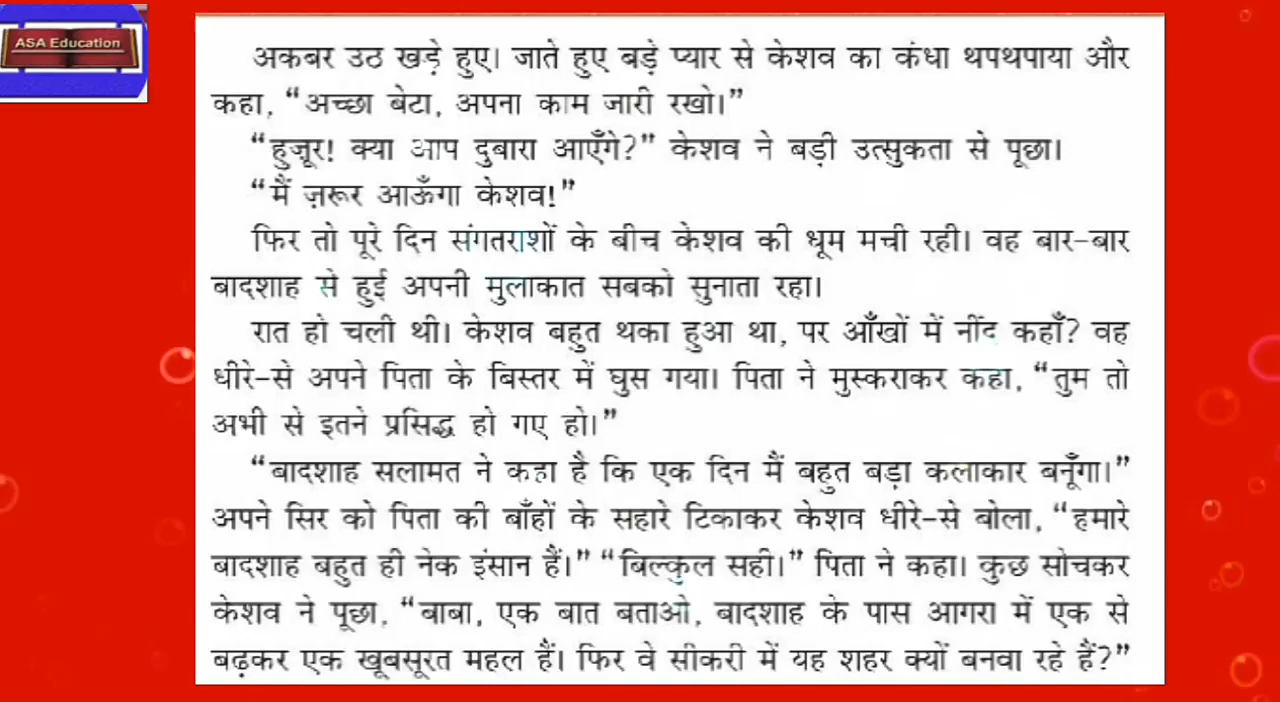 ASA Education
अकबर उठ खड़े हुए। जाते हुए बड़े प्यार से केशव का कंधा थपथपाया और
कहा, “अच्छा बेटा, अपना काम जारी रखो।”
“हुज़ूर! क्या आप दुबारा आएँगे?” केशव ने बड़ी उत्सुकता से पूछा।
“मैं ज़रूर आऊँगा केशव!”
फिर तो पूरे दिन संगतराशों के बीच केशव की धूम मची रही। वह बार-बार
बादशाह से हुई अपनी मुलाकात सबको सुनाता रहा।
रात हो चली थी। केशव बहुत थका हुआ था, पर आँखों में नींद कहाँ? वह
धीरे-से अपने पिता के बिस्तर में घुस गया। पिता ने मुस्कराकर कहा, “तुम तो
अभी से इतने प्रसिद्ध हो गए हो।”
“बादशाह सलामत ने कहा है कि एक दिन मैं बहुत बड़ा कलाकार बनूँगा।”
अपने सिर को पिता की बाँहों के सहारे टिकाकर केशव धीरे-से बोला, “हमारे
बादशाह बहुत ही नेक इंसान हैं।” “बिल्कुल सही।” पिता ने कहा। कुछ सोचकर
केशव ने पूछा, “बाबा, एक बात बताओ, बादशाह के पास आगरा में एक से
बढ़कर एक खूबसूरत महल हैं। फिर वे सीकरी में यह शहर क्यों बनवा रहे हैं?”